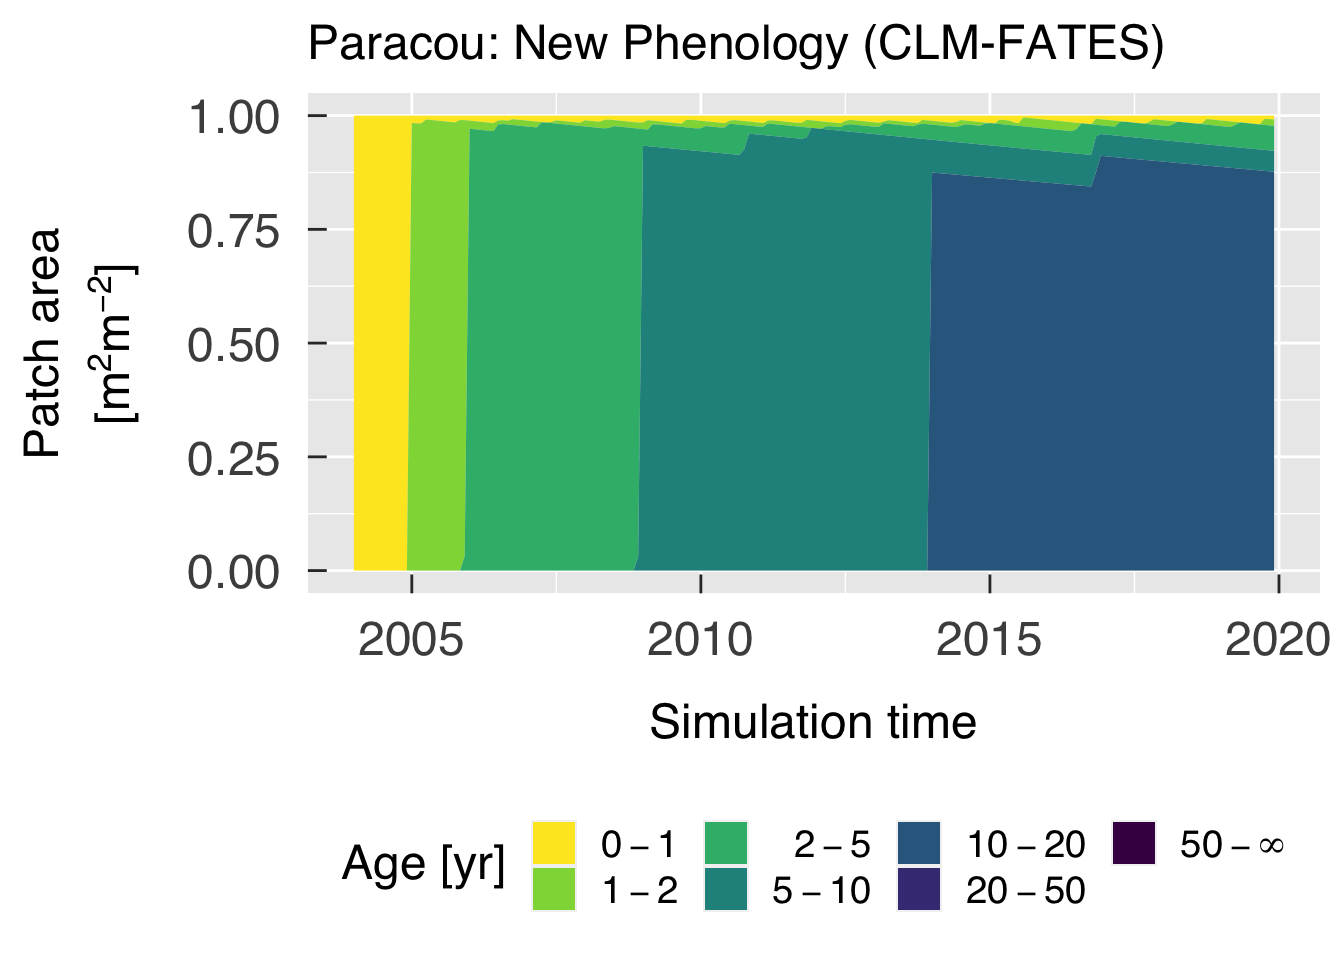 Paracou: New Phenology (CLM-FATES)
1.00
0.75
0.50
0.25
0.00
Patch area
[m²m⁻²]
2005 2010 2015 2020
Simulation time
Age [yr]
0 – 1 2 – 5 10 – 20 50 – ∞
1 – 2 5 – 10 20 – 50